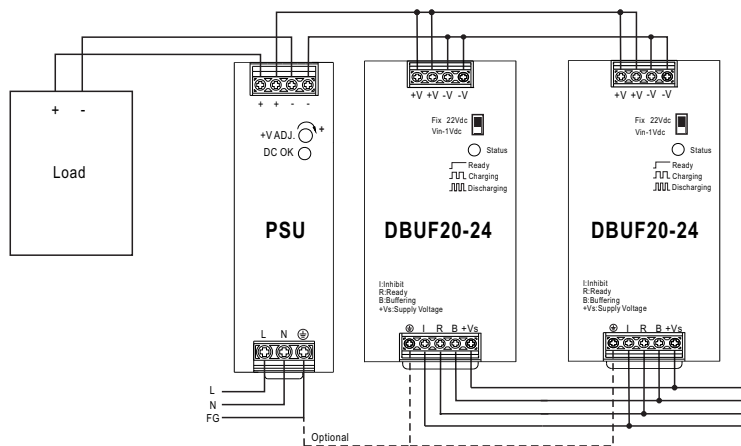 + -
Load
+ + - -
+V ADJ. +
DC OK
PSU
L N
L
N
FG
Optional
+V +V -V -V
Fix 22Vdc
Vin-1Vdc
Status
Ready
Charging
Discharging
DBUF20-24
I:Inhibit
R:Ready
B:Buffering
+Vs:Supply Voltage
I R B +Vs
+V +V -V -V
Fix 22Vdc
Vin-1Vdc
Status
Ready
Charging
Discharging
DBUF20-24
I:Inhibit
R:Ready
B:Buffering
+Vs:Supply Voltage
I R B +Vs